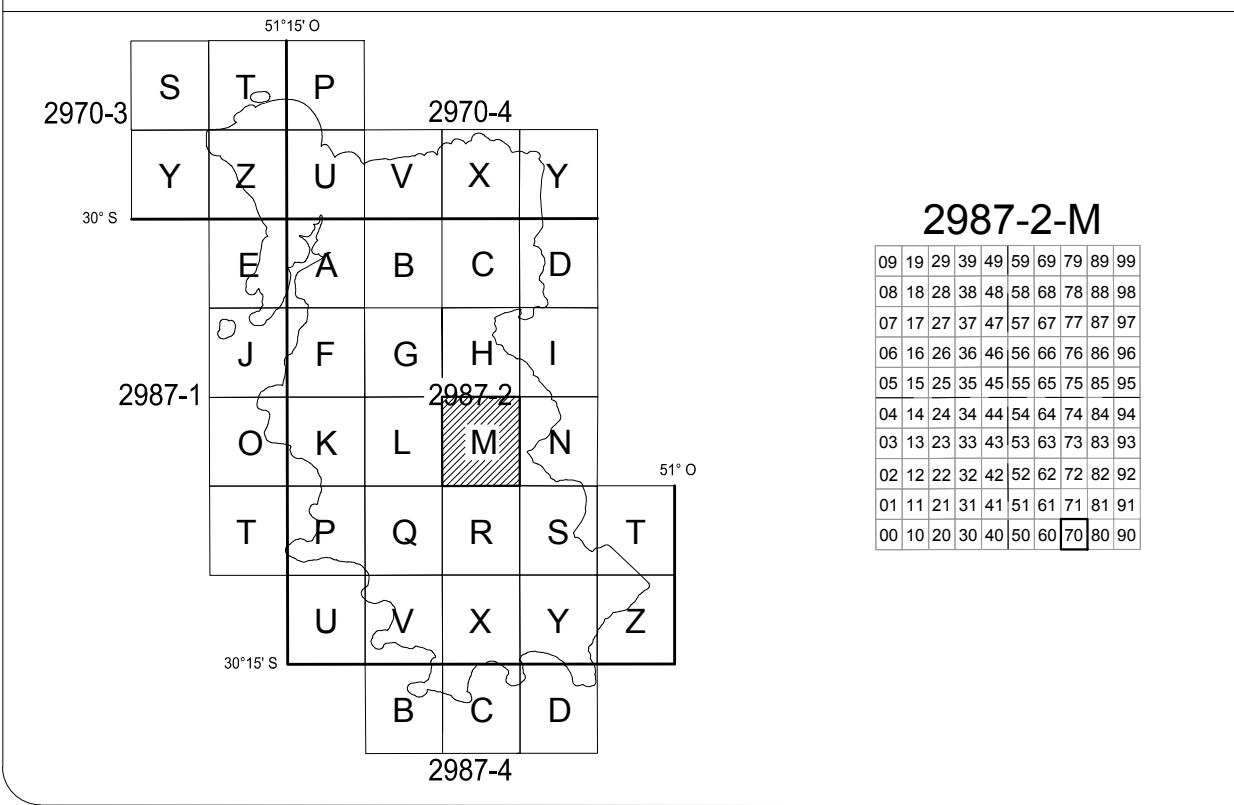 51°15' O
S T P
2970-3 2970-4
Y Z U V X Y
30° S
E A B C D
J F G H I
2987-1 2987-2
O K L M N
51° O
T P Q R S T
U V X Y Z
30°15' S
B C D
2987-4
2987-2-M
09 19 29 39 49 59 69 79 89 99
08 18 28 38 48 58 68 78 88 98
07 17 27 37 47 57 67 77 87 97
06 16 26 36 46 56 66 76 86 96
05 15 25 35 45 55 65 75 85 95
04 14 24 34 44 54 64 74 84 94
03 13 23 33 43 53 63 73 83 93
02 12 22 32 42 52 62 72 82 92
01 11 21 31 41 51 61 71 81 91
00 10 20 30 40 50 60 70 80 90